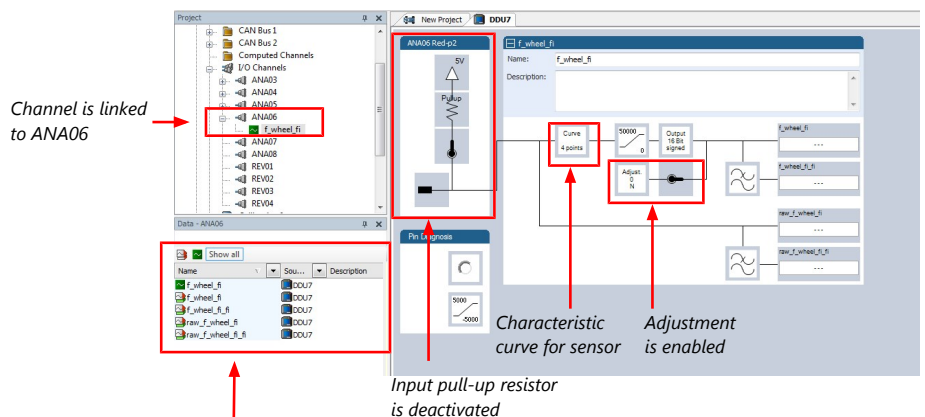 Project
CAN Bus 1
CAN Bus 2
Computed Channels
I/O Channels
ANA03
ANA04
ANA05
ANA06
f_wheel_fi
ANA07
ANA08
REV01
REV02
REV03
REV04
Channel is linked
to ANA06
Data - ANA06
Show all
Name Sou... Description
f_wheel_fi DDU7
f_wheel_fi DDU7
f_wheel_fi_fi DDU7
raw_f_wheel_fi DDU7
raw_f_wheel_fi_fi DDU7
New Project DDU7
ANA06 Red-p2
5V
Pullup
Pin Diagnosis
5000
-5000
f_wheel_fi
Name: f_wheel_fi
Description:
Curve
4 points
50000
0
Output
16 Bit
signed
Adjust.
0
N
f_wheel_fi
---
f_wheel_fi_fi
---
raw_f_wheel_fi
---
raw_f_wheel_fi_fi
---
Characteristic
curve for sensor
Adjustment
is enabled
Input pull-up resistor
is deactivated